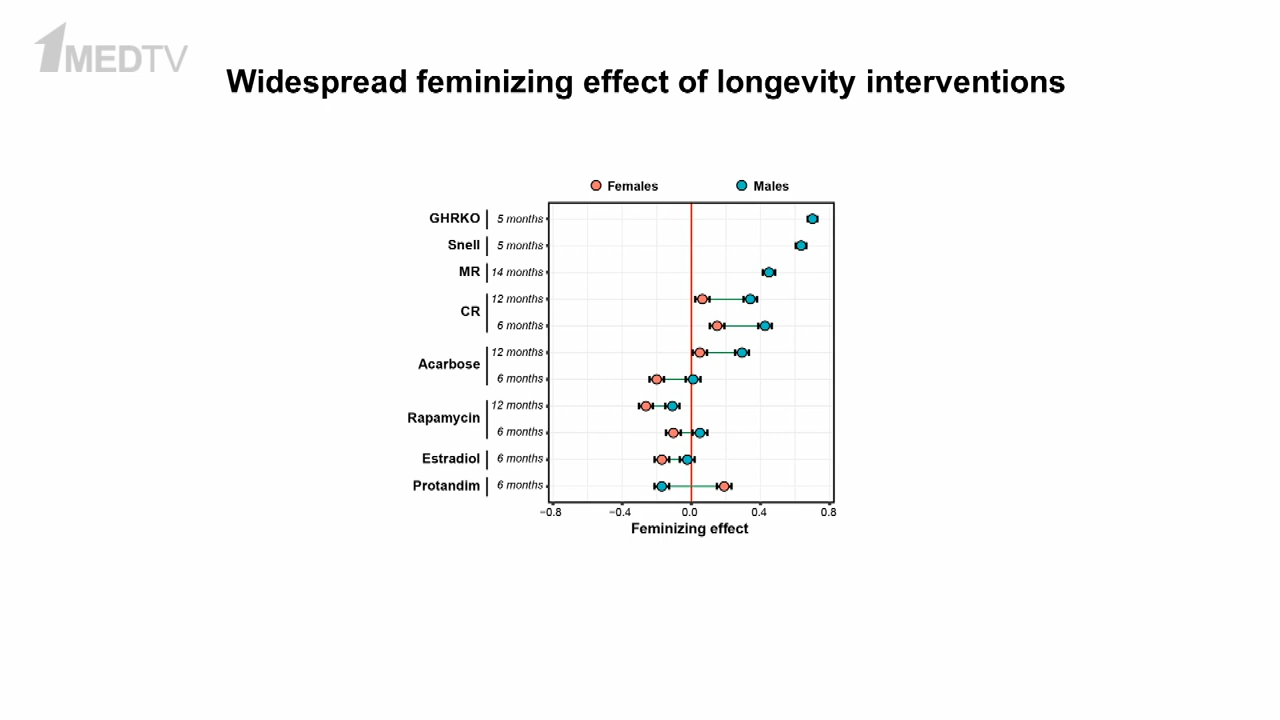 1MEDTV
Widespread feminizing effect of longevity interventions
Females Males
GHRKO 5 months
Snell 5 months
MR 14 months
CR 12 months
6 months
Acarbose 12 months
6 months
Rapamycin 12 months
6 months
Estradiol 6 months
Protandim 6 months
−0.8 −0.4 0.0 0.4 0.8
Feminizing effect